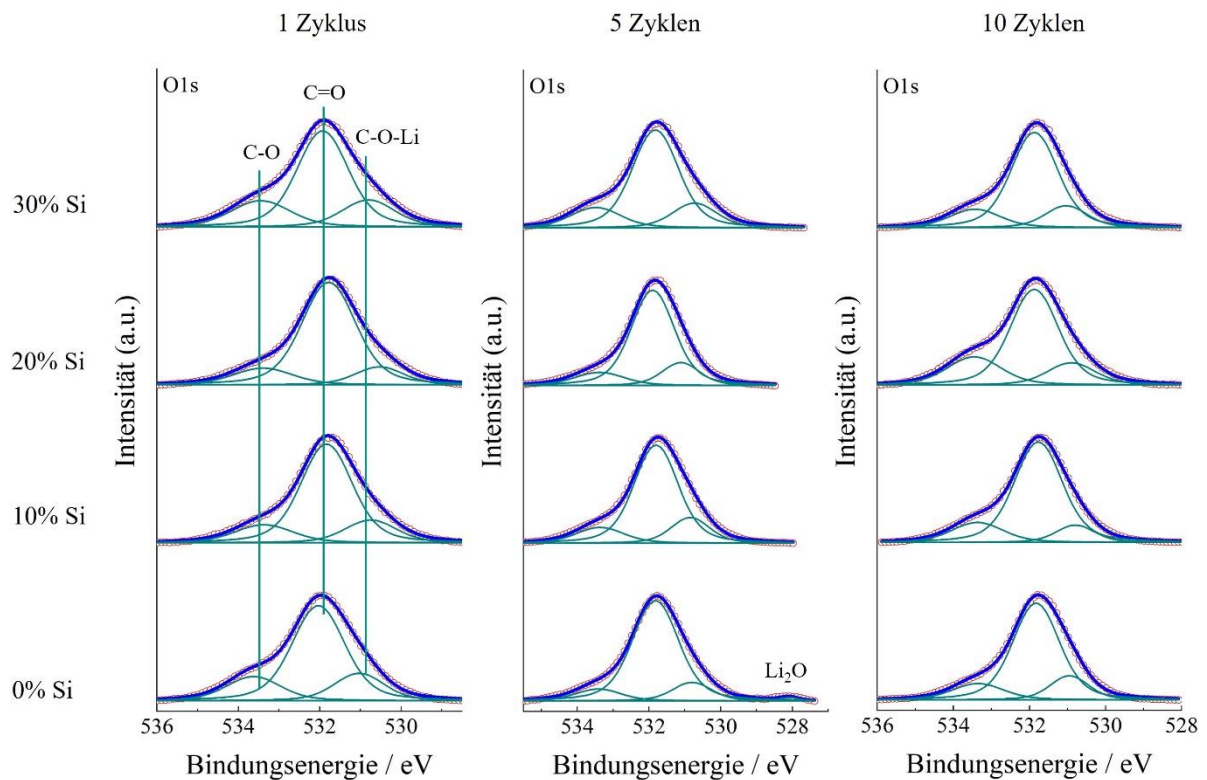 1 Zyklus
5 Zyklen
10 Zyklen
O1s
C=O
C-O
C-O-Li
O1s
O1s
30% Si
20% Si
10% Si
0% Si
Intensität (a.u.)
Intensität (a.u.)
Intensität (a.u.)
Li₂O
536 534 532 530
534 532 530 528
536 534 532 530 528
Bindungsenergie / eV
Bindungsenergie / eV
Bindungsenergie / eV